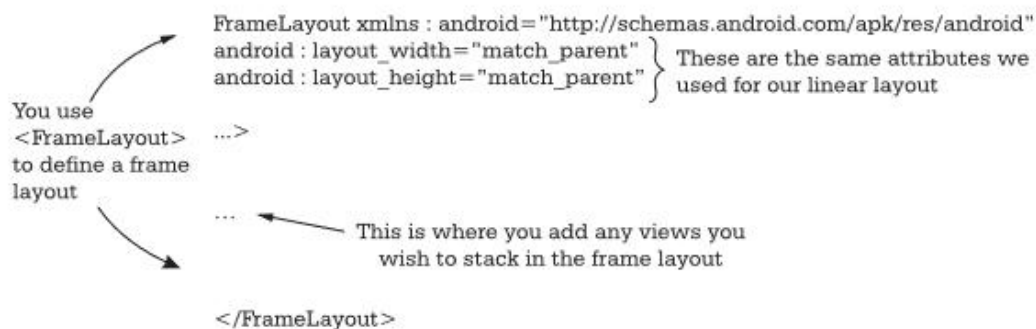 FrameLayout xmlns : android="http://schemas.android.com/apk/res/android"
android : layout_width="match_parent"
android : layout_height="match_parent"
These are the same attributes we
used for our linear layout
You use
<FrameLayout>
to define a frame
layout
...>
...
This is where you add any views you
wish to stack in the frame layout
</FrameLayout>